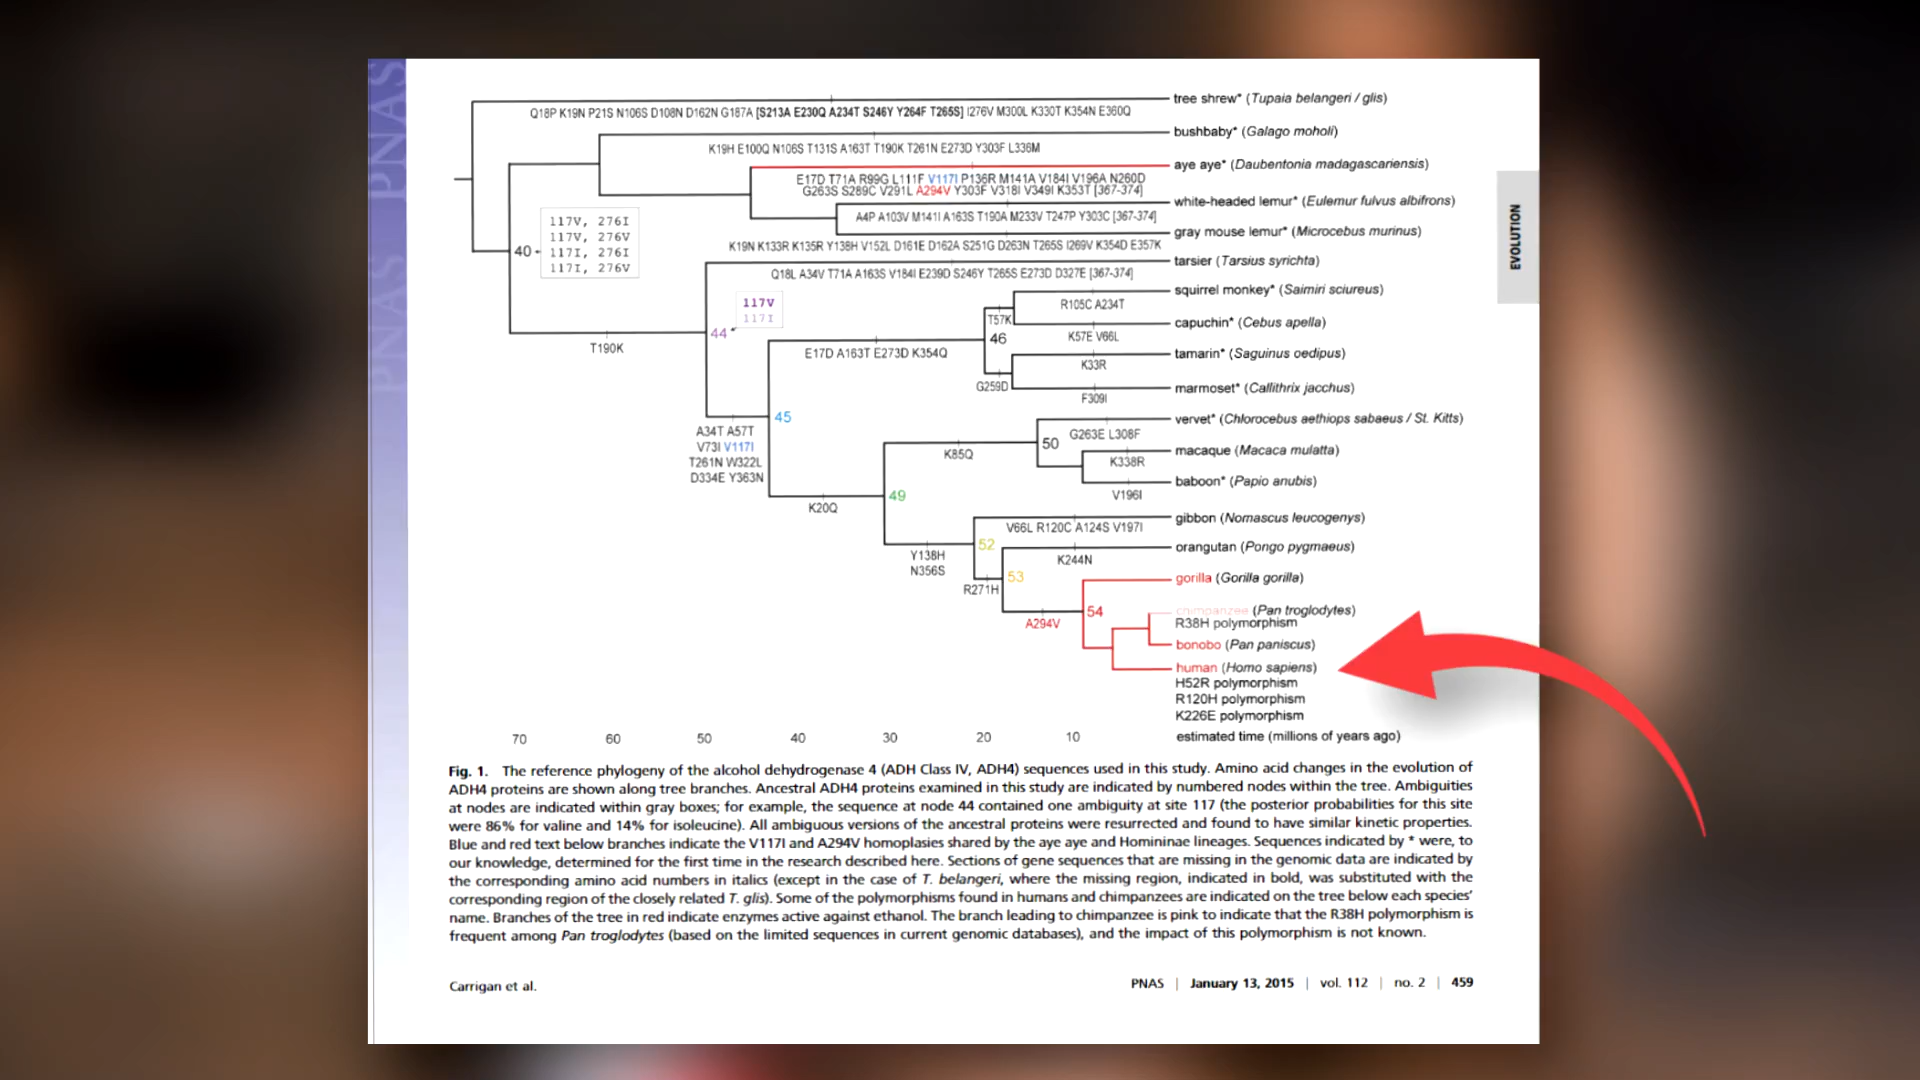 PNAS PNAS PNAS
tree shrew* (Tupaia belangeri / glis)
Q18P K19N P21S N106S D108N D162N G187A [S213A E230Q A234T S246Y Y264F T265S] I276V M300L K330T K354N E360Q
bushbaby* (Galago moholi)
K19H E100Q N106S T131S A163T T190K T261N E273D Y303F L336M
aye aye* (Daubentonia madagascariensis)
E17D T71A R99G L111F V117I P136R M141A V184I V196A N260D
G263S S289C V291L A294V Y303F V318I V349I K353T [367-374]
white-headed lemur* (Eulemur fulvus albifrons)
A4P A103V M141I A163S T190A M233V T247P Y303C [367-374]
gray mouse lemur* (Microcebus murinus)
K19N K133R K135R Y138H V152L D161E D162A S251G D263N T265S I269V K354D E357K
117V, 276I
117V, 276V
40
117I, 276I
117I, 276V
tarsier (Tarsius syrichta)
Q18L A34V T71A A163S V184I E239D S246Y T265S E273D D327E [367-374]
EVOLUTION
squirrel monkey* (Saimiri sciureus)
R105C A234T
117V
117I
44
T190K
T57K
capuchin* (Cebus apella)
K57E V66L
46
E17D A163T E273D K354Q
tamarin* (Saguinus oedipus)
K33R
G259D
marmoset* (Callithrix jacchus)
F309I
45
A34T A57T
V73I V117I
T261N W322L
D334E Y363N
vervet* (Chlorocebus aethiops sabaeus / St. Kitts)
G263E L308F
50
K85Q
macaque (Macaca mulatta)
K338R
baboon* (Papio anubis)
V196I
49
K20Q
gibbon (Nomascus leucogenys)
V66L R120C A124S V197I
52
Y138H
N356S
orangutan (Pongo pygmaeus)
K244N
53
R271H
gorilla (Gorilla gorilla)
54
A294V
chimpanzee (Pan troglodytes)
R38H polymorphism
bonobo (Pan paniscus)
human (Homo sapiens)
H52R polymorphism
R120H polymorphism
K226E polymorphism
70 60 50 40 30 20 10 estimated time (millions of years ago)
Fig. 1. The reference phylogeny of the alcohol dehydrogenase 4 (ADH Class IV, ADH4) sequences used in this study. Amino acid changes in the evolution of
ADH4 proteins are shown along tree branches. Ancestral ADH4 proteins examined in this study are indicated by numbered nodes within the tree. Ambiguities
at nodes are indicated within gray boxes; for example, the sequence at node 44 contained one ambiguity at site 117 (the posterior probabilities for this site
were 86% for valine and 14% for isoleucine). All ambiguous versions of the ancestral proteins were resurrected and found to have similar kinetic properties.
Blue and red text below branches indicate the V117I and A294V homoplasies shared by the aye aye and Homininae lineages. Sequences indicated by * were, to
our knowledge, determined for the first time in the research described here. Sections of gene sequences that are missing in the genomic data are indicated by
the corresponding amino acid numbers in italics (except in the case of T. belangeri, where the missing region, indicated in bold, was substituted with the
corresponding region of the closely related T. glis). Some of the polymorphisms found in humans and chimpanzees are indicated on the tree below each species'
name. Branches of the tree in red indicate enzymes active against ethanol. The branch leading to chimpanzee is pink to indicate that the R38H polymorphism is
frequent among Pan troglodytes (based on the limited sequences in current genomic databases), and the impact of this polymorphism is not known.
Carrigan et al.
PNAS | January 13, 2015 | vol. 112 | no. 2 | 459